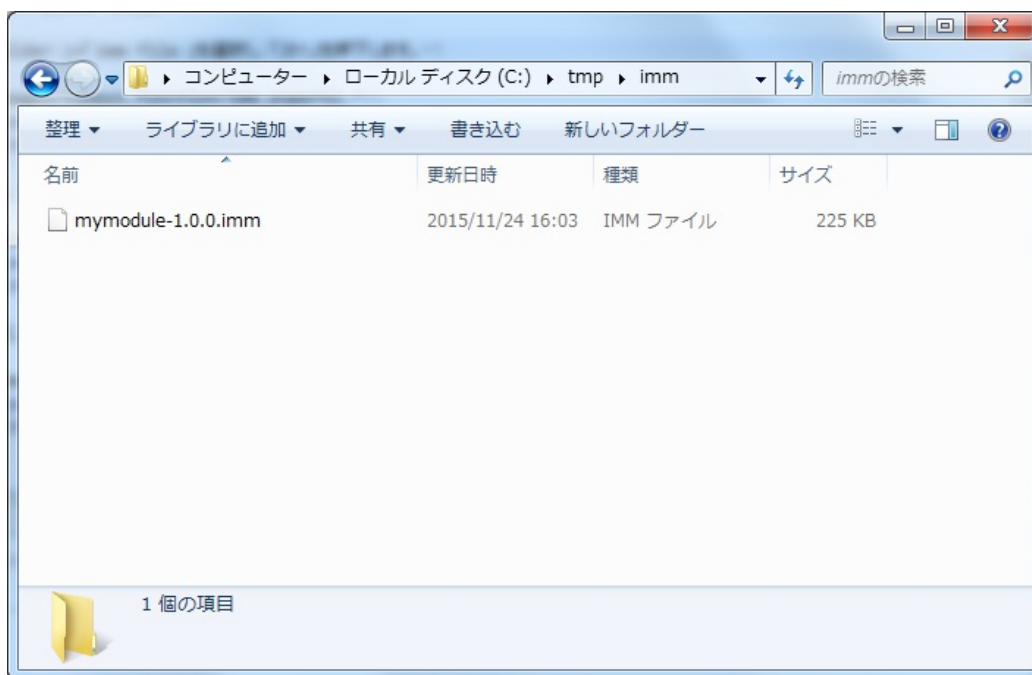 コンピューター ▸ ローカル ディスク (C:) ▸ tmp ▸ imm
immの検索
整理 ▼ ライブラリに追加 ▼ 共有 ▼ 書き込む 新しいフォルダー
名前 更新日時 種類 サイズ
mymodule-1.0.0.imm 2015/11/24 16:03 IMM ファイル 225 KB
1 個の項目